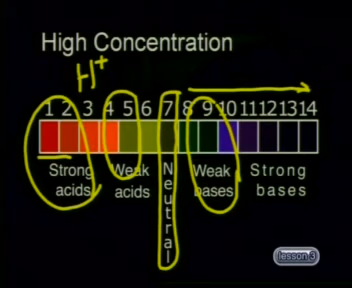 High Concentration
H+
1 2 3 4 5 6 7 8 9 10 11 12 13 14
Strong acids
Weak acids
Neutral
Weak bases
Strong bases
lesson 3